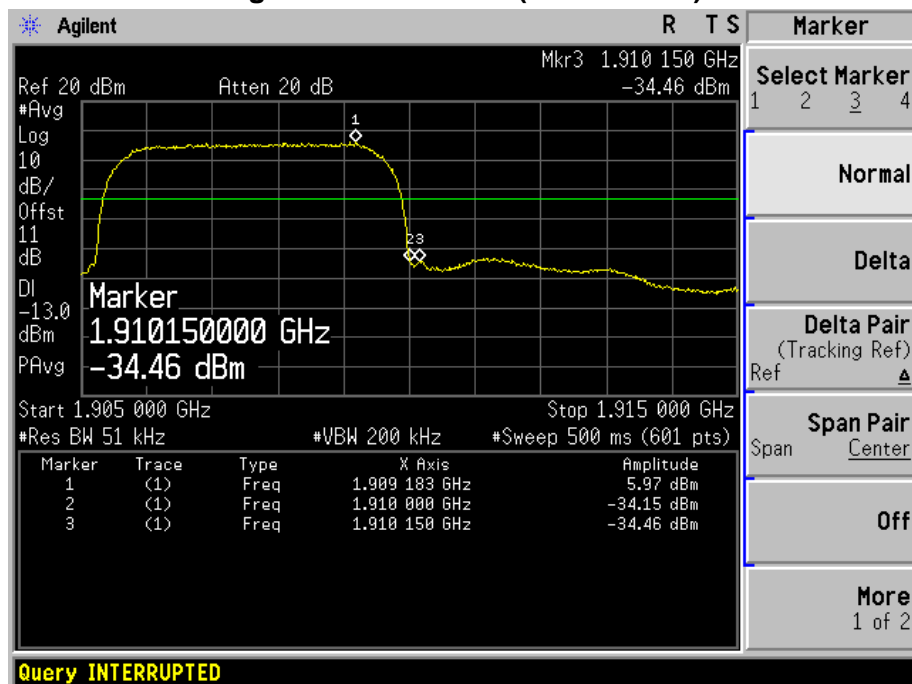 Agilent R T S
Mkr3 1.910 150 GHz
Ref 20 dBm Atten 20 dB -34.46 dBm
#Avg
Log
10
dB/
Offst
11
dB
DI
-13.0
dBm
PAvg
1
23
Marker
1.910150000 GHz
-34.46 dBm
Start 1.905 000 GHz Stop 1.915 000 GHz
#Res BW 51 kHz #VBW 200 kHz #Sweep 500 ms (601 pts)
Marker Trace Type X Axis Amplitude
1 (1) Freq 1.909 183 GHz 5.97 dBm
2 (1) Freq 1.910 000 GHz -34.15 dBm
3 (1) Freq 1.910 150 GHz -34.46 dBm
Query INTERRUPTED
Marker
Select Marker
1 2 3 4
Normal
Delta
Delta Pair
(Tracking Ref)
Ref Δ
Span Pair
Span Center
Off
More
1 of 2